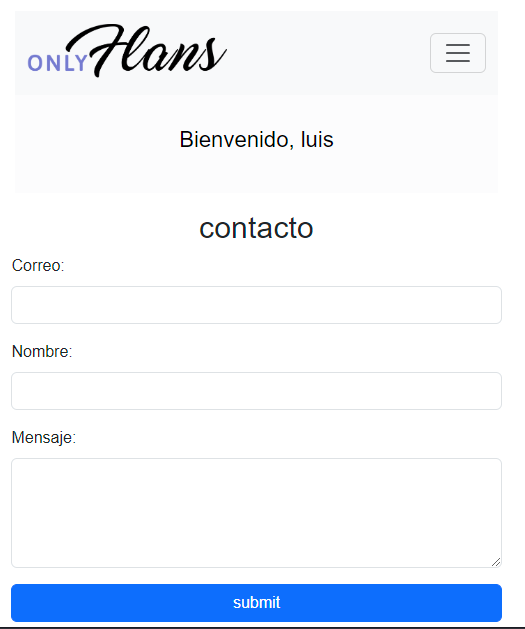 ONLY Flans
Bienvenido, luis
contacto
Correo:
Nombre:
Mensaje:
submit